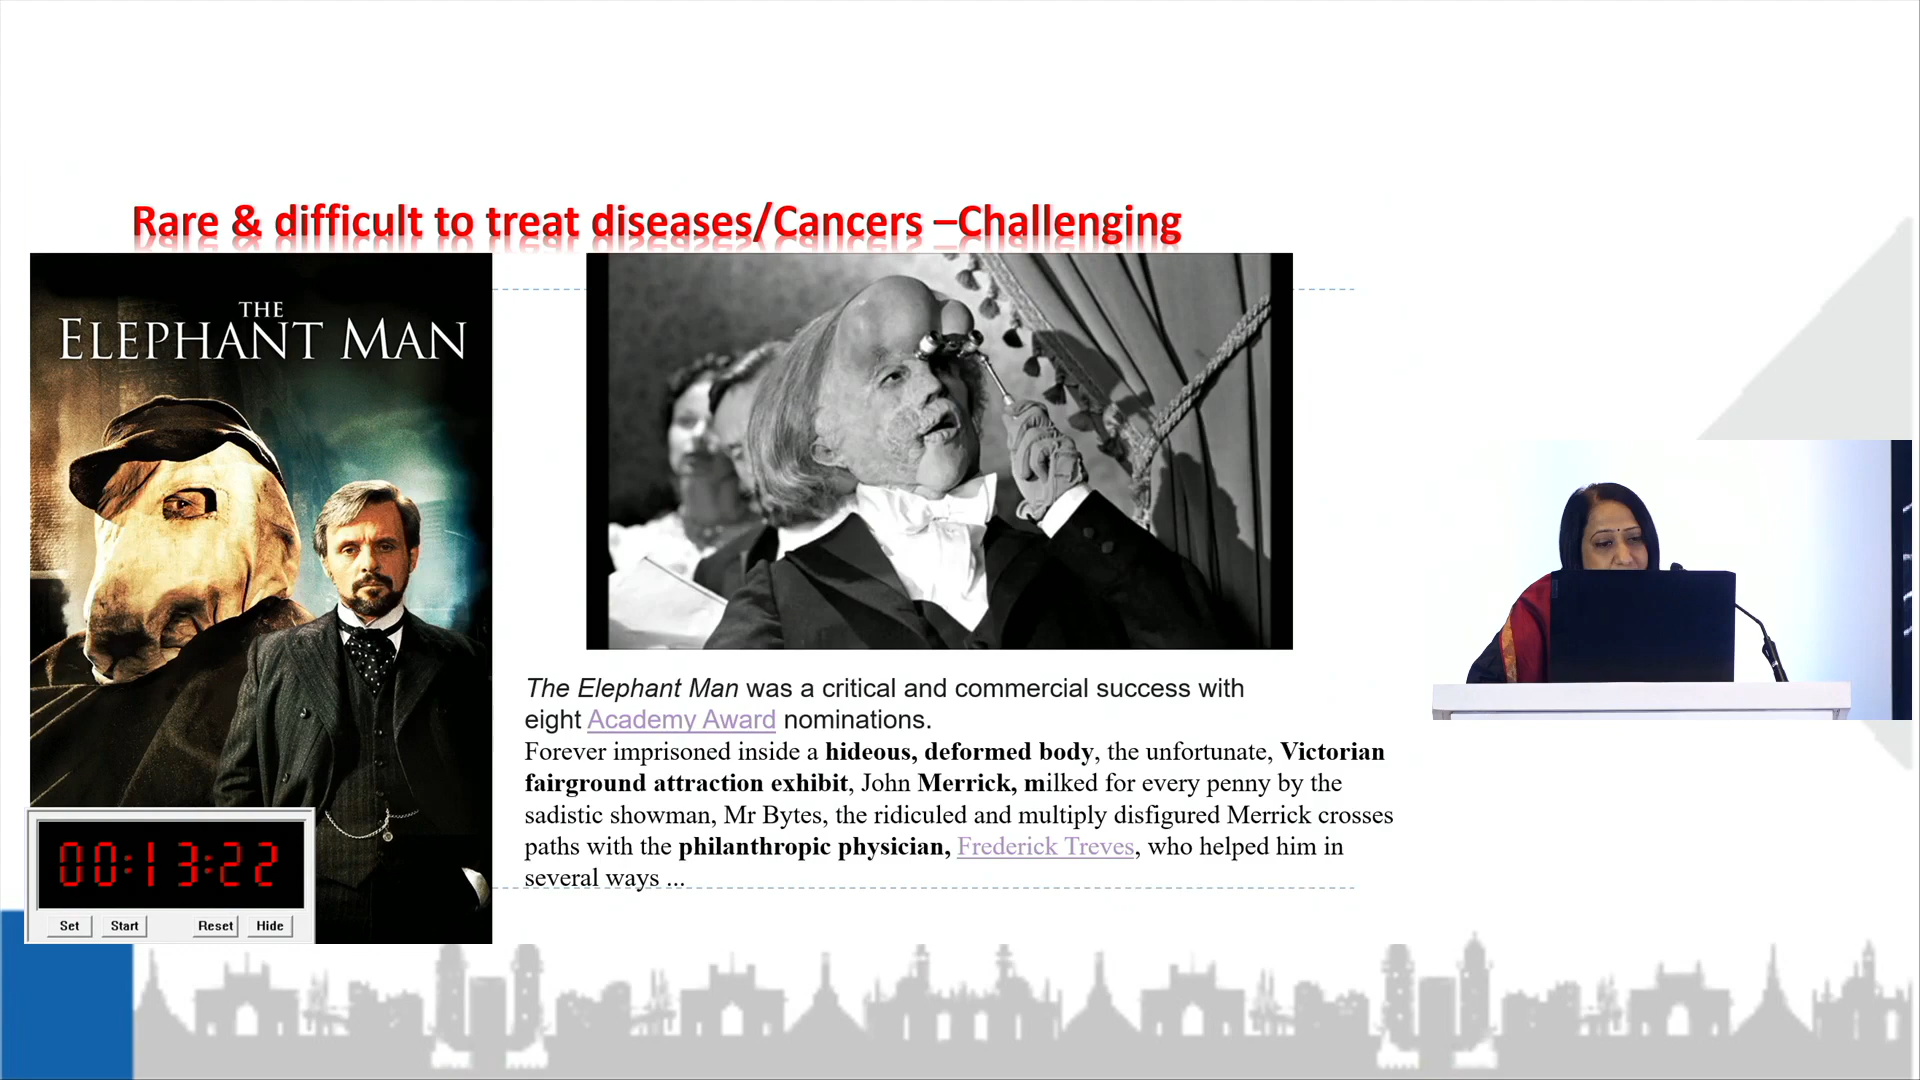 Rare & difficult to treat diseases/Cancers –Challenging
THE
ELEPHANT MAN
The Elephant Man was a critical and commercial success with
eight Academy Award nominations.
Forever imprisoned inside a hideous, deformed body, the unfortunate, Victorian
fairground attraction exhibit, John Merrick, milked for every penny by the
sadistic showman, Mr Bytes, the ridiculed and multiply disfigured Merrick crosses
paths with the philanthropic physician, Frederick Treves, who helped him in
several ways ...
00:13:22
Set Start Reset Hide